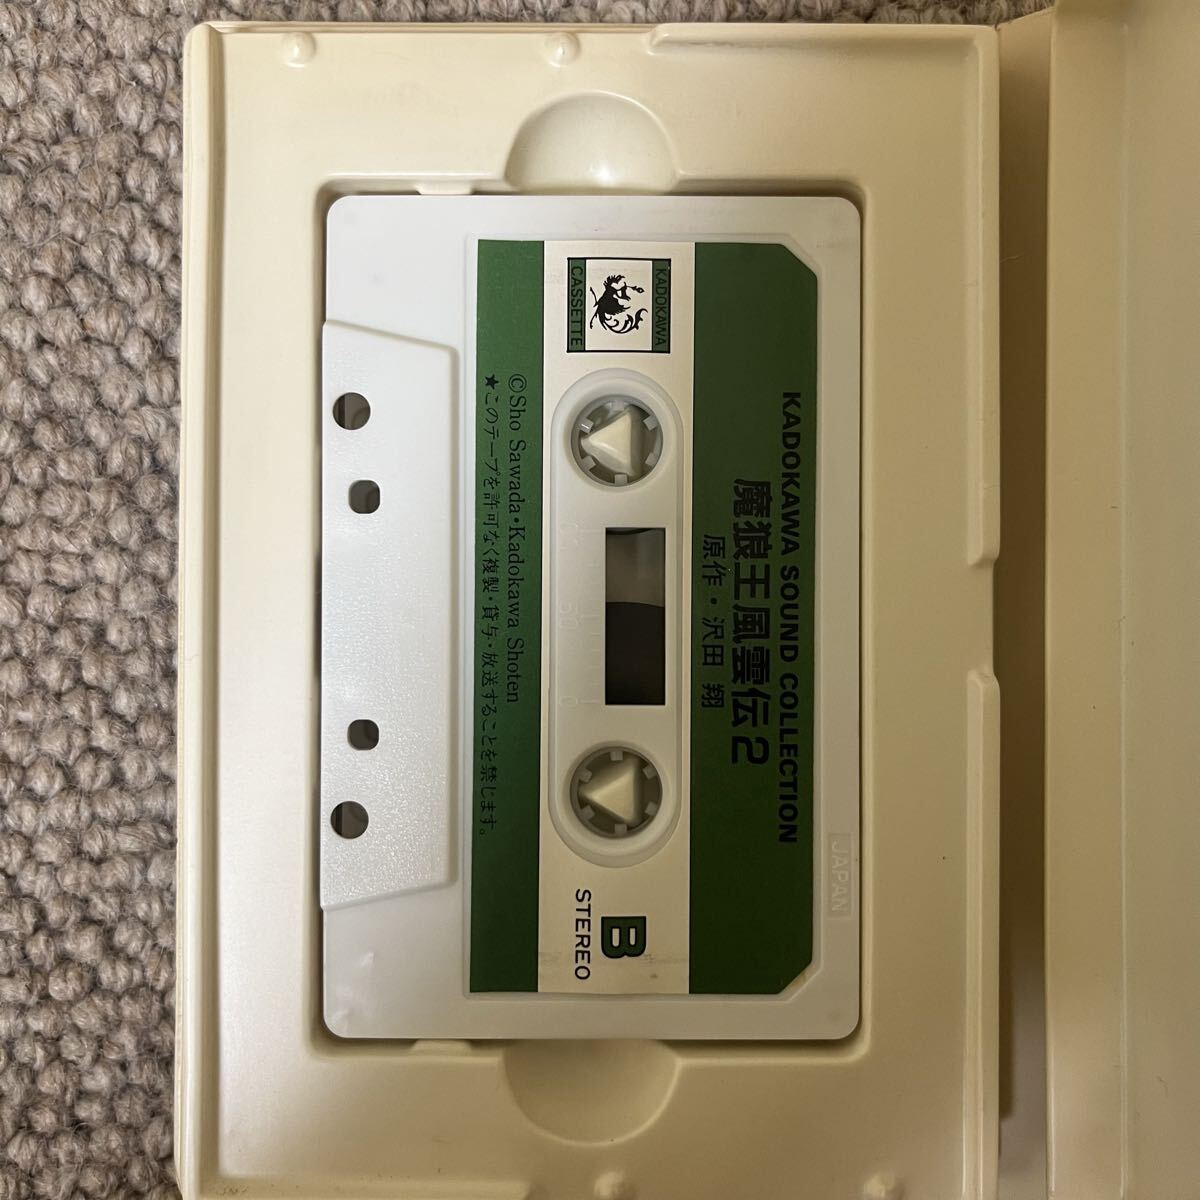 KADOKAWA SOUND COLLECTION
魔狼王風雲伝2
原作・沢田 翔
KADOKAWA
CASSETTE
B
STEREO
©Sho Sawada・Kadokawa Shoten
★このテープを許可なく複製・貸与・放送することを禁じます。
JAPAN
50
0